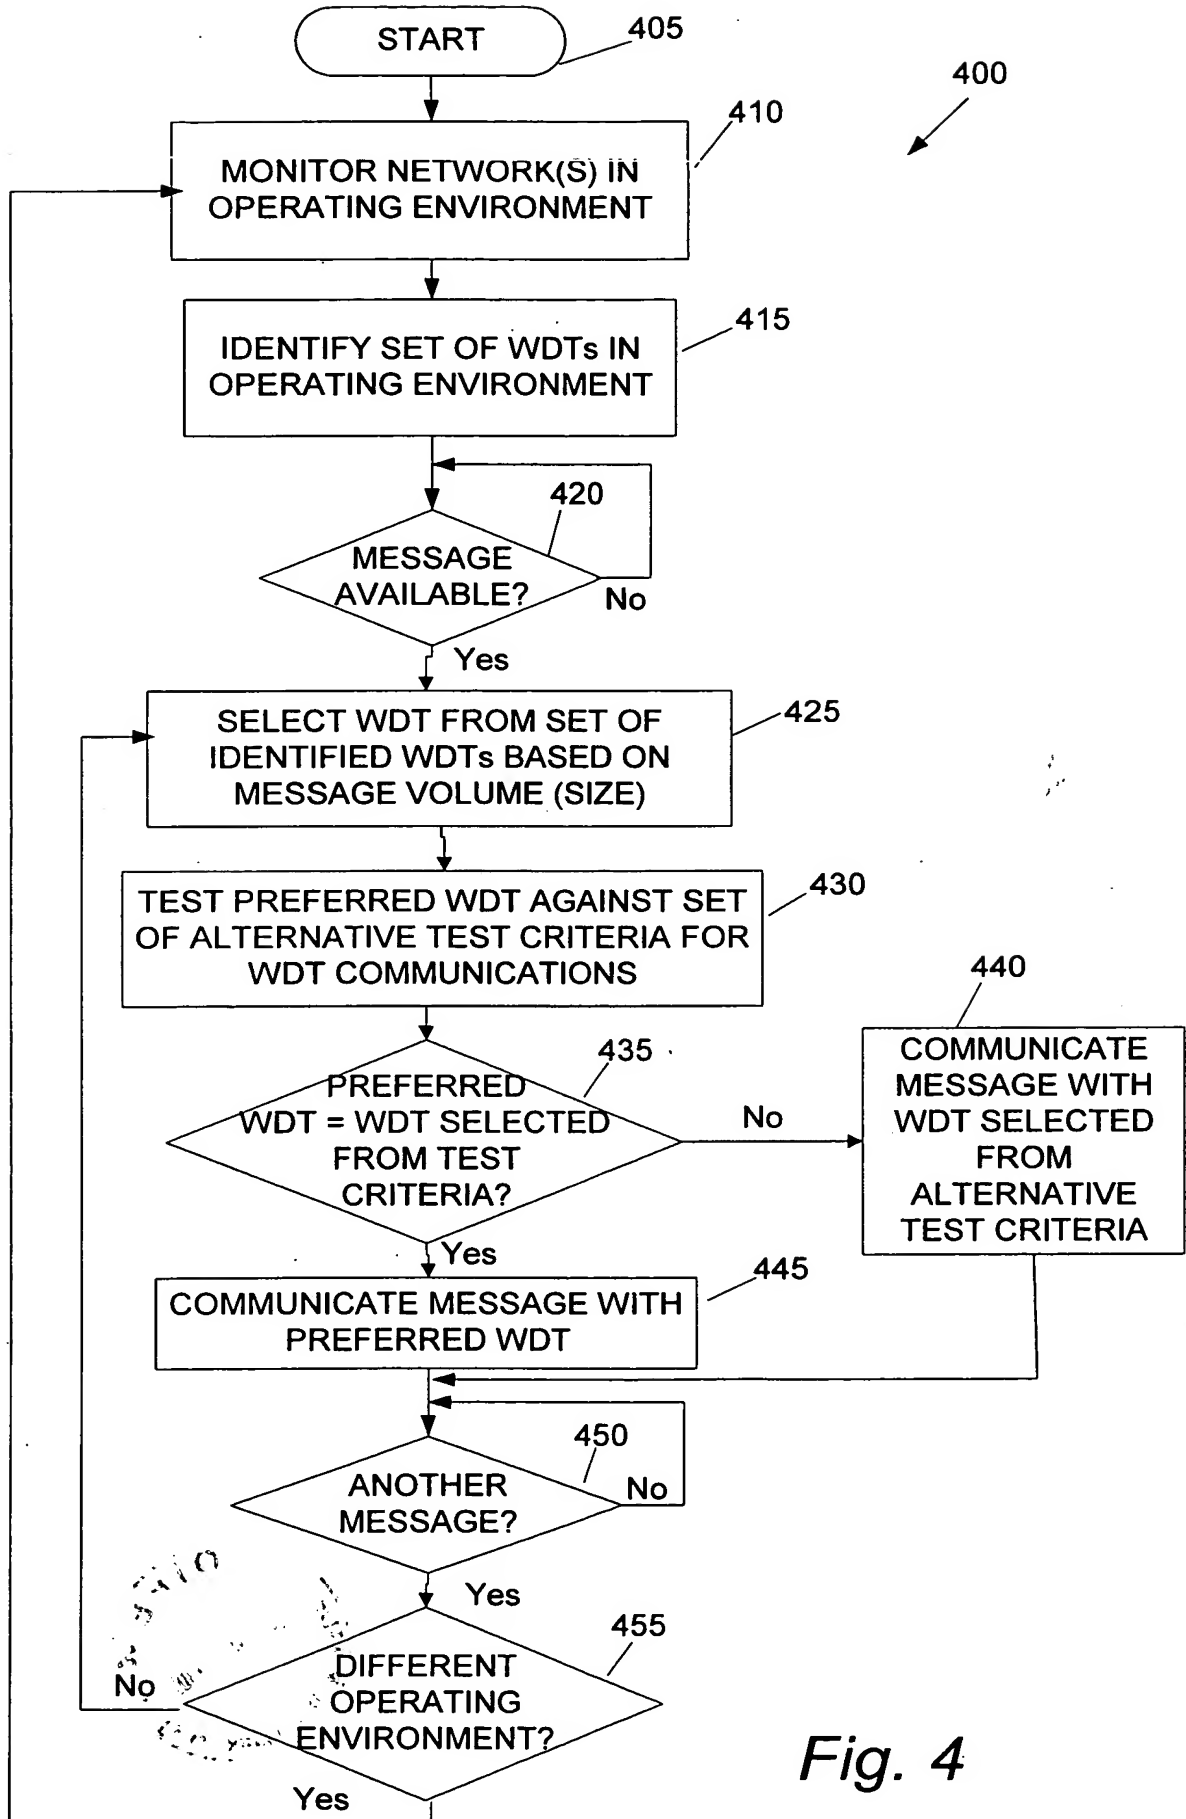 START
405
400
410
MONITOR NETWORK(S) IN
OPERATING ENVIRONMENT
415
IDENTIFY SET OF WDTs IN
OPERATING ENVIRONMENT
420
MESSAGE
AVAILABLE?
No
Yes
425
SELECT WDT FROM SET OF
IDENTIFIED WDTs BASED ON
MESSAGE VOLUME (SIZE)
430
TEST PREFERRED WDT AGAINST SET
OF ALTERNATIVE TEST CRITERIA FOR
WDT COMMUNICATIONS
435
PREFERRED
WDT = WDT SELECTED
FROM TEST
CRITERIA?
No
440
COMMUNICATE
MESSAGE WITH
WDT SELECTED
FROM
ALTERNATIVE
TEST CRITERIA
Yes
445
COMMUNICATE MESSAGE WITH
PREFERRED WDT
450
ANOTHER
MESSAGE?
No
Yes
455
DIFFERENT
OPERATING
ENVIRONMENT?
No
Yes
Fig. 4